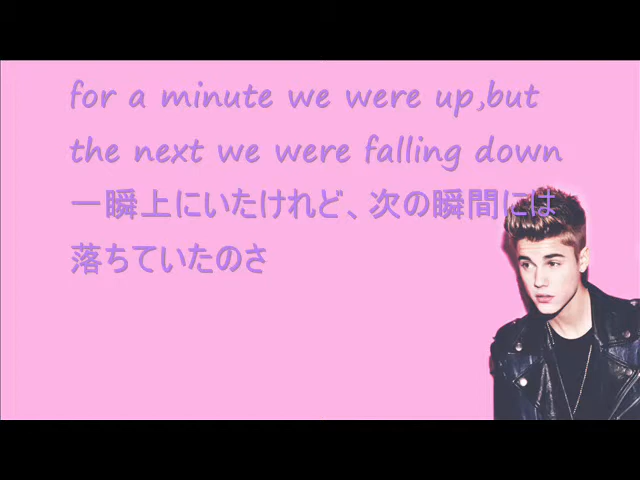 for a minute we were up,but
the next we were falling down
一瞬上にいたけれど、次の瞬間には
落ちていたのさ